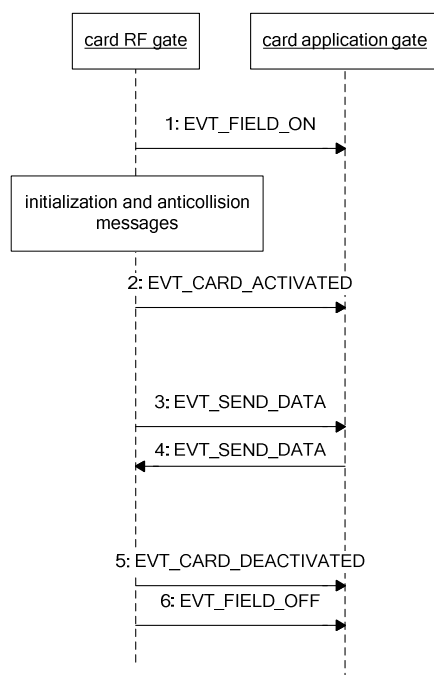 card RF gate
card application gate
1: EVT_FIELD_ON
initialization and anticollision
messages
2: EVT_CARD_ACTIVATED
3: EVT_SEND_DATA
4: EVT_SEND_DATA
5: EVT_CARD_DEACTIVATED
6: EVT_FIELD_OFF